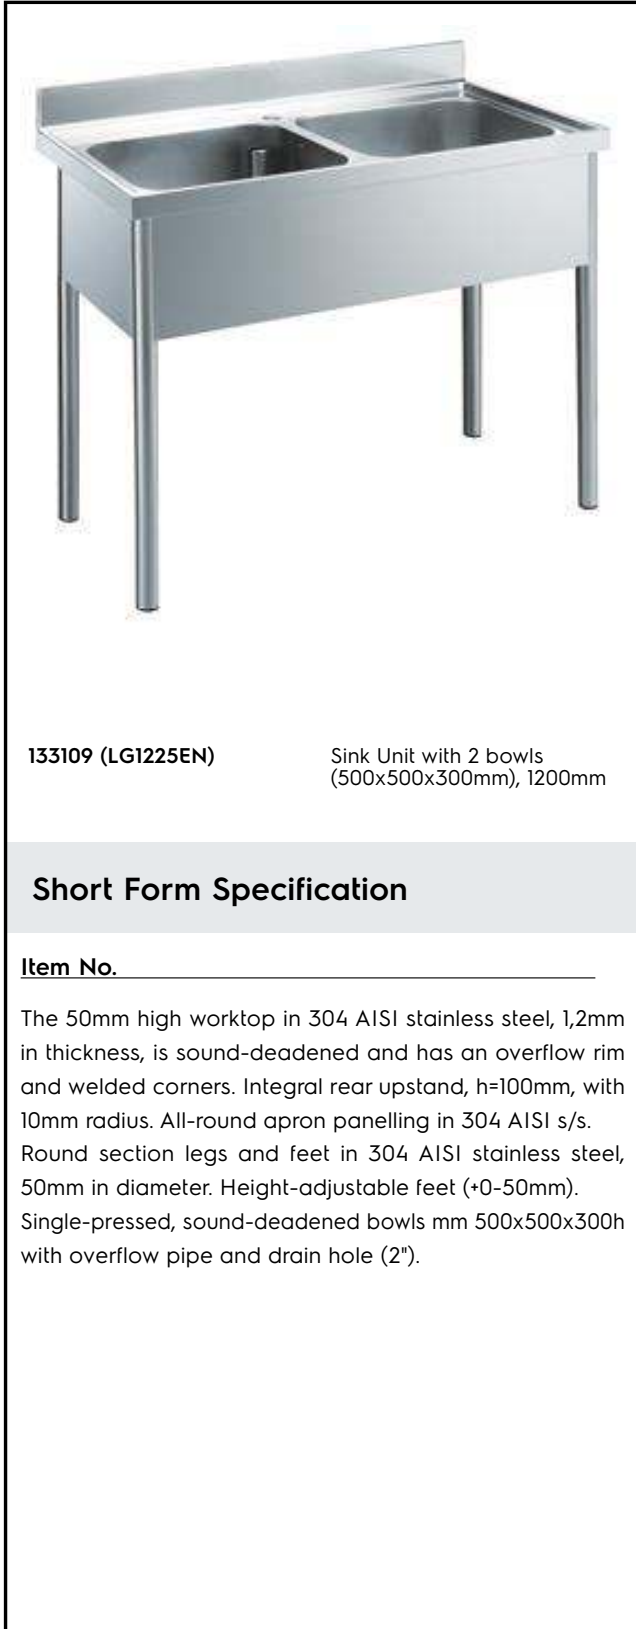 133109 (LG1225EN)
Sink Unit with 2 bowls
(500x500x300mm), 1200mm
Short Form Specification
Item No.
The 50mm high worktop in 304 AISI stainless steel, 1,2mm
in thickness, is sound-deadened and has an overflow rim
and welded corners. Integral rear upstand, h=100mm, with
10mm radius. All-round apron panelling in 304 AISI s/s.
Round section legs and feet in 304 AISI stainless steel,
50mm in diameter. Height-adjustable feet (+0-50mm).
Single-pressed, sound-deadened bowls mm 500x500x300h
with overflow pipe and drain hole (2").